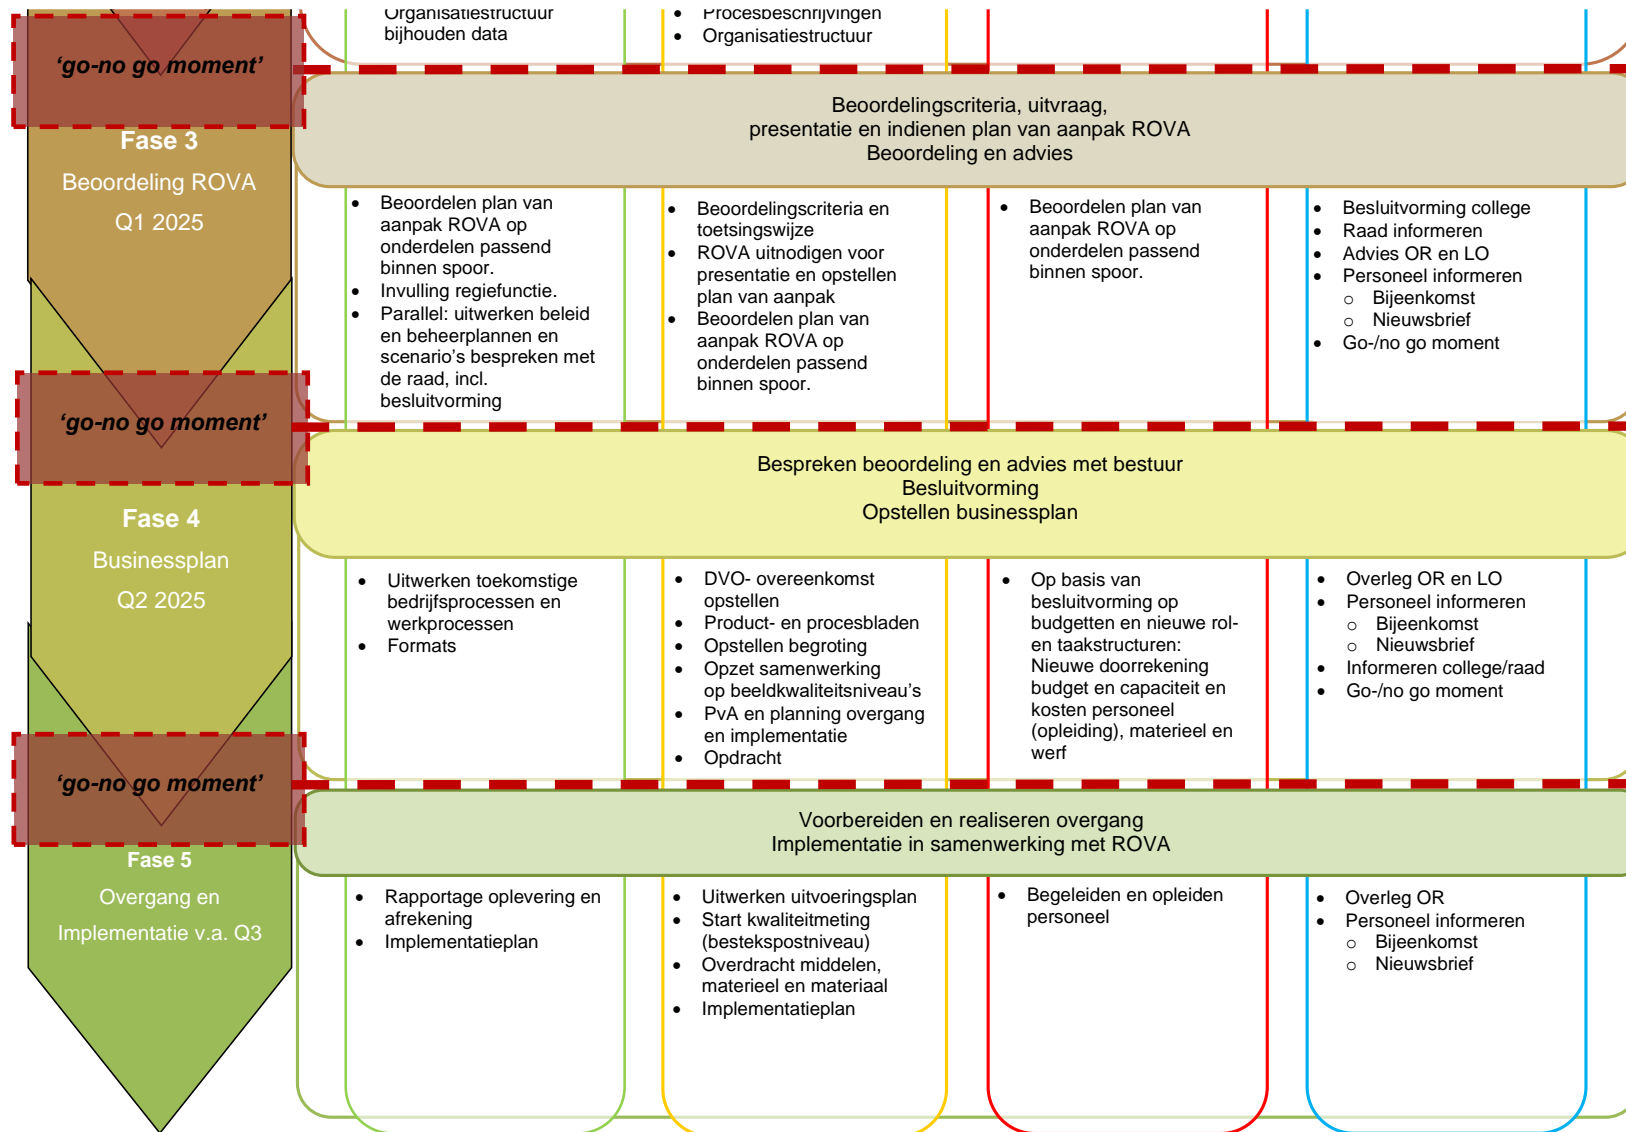 Organisatiestructuur
bijhouden data
• Procesbeschrijvingen
• Organisatiestructuur
‘go-no go moment’
Fase 3
Beoordeling ROVA
Q1 2025
Beoordelingscriteria, uitvraag,
presentatie en indienen plan van aanpak ROVA
Beoordeling en advies
• Beoordelen plan van
aanpak ROVA op
onderdelen passend
binnen spoor.
• Invulling regiefunctie.
• Parallel: uitwerken beleid
en beheerplannen en
scenario’s bespreken met
de raad, incl.
besluitvorming
• Beoordelingscriteria en
toetsingswijze
• ROVA uitnodigen voor
presentatie en opstellen
plan van aanpak
• Beoordelen plan van
aanpak ROVA op
onderdelen passend
binnen spoor.
• Beoordelen plan van
aanpak ROVA op
onderdelen passend
binnen spoor.
• Besluitvorming college
• Raad informeren
• Advies OR en LO
• Personeel informeren
o Bijeenkomst
o Nieuwsbrief
• Go-/no go moment
‘go-no go moment’
Fase 4
Businessplan
Q2 2025
Bespreken beoordeling en advies met bestuur
Besluitvorming
Opstellen businessplan
• Uitwerken toekomstige
bedrijfsprocessen en
werkprocessen
• Formats
• DVO- overeenkomst
opstellen
• Product- en procesbladen
• Opstellen begroting
• Opzet samenwerking
op beeldkwaliteitsniveau’s
• PvA en planning overgang
en implementatie
• Opdracht
• Op basis van
besluitvorming op
budgetten en nieuwe rol-
en taakstructuren:
Nieuwe doorrekening
budget en capaciteit en
kosten personeel
(opleiding), materieel en
werf
• Overleg OR en LO
• Personeel informeren
o Bijeenkomst
o Nieuwsbrief
• Informeren college/raad
• Go-/no go moment
‘go-no go moment’
Fase 5
Overgang en
Implementatie v.a. Q3
Voorbereiden en realiseren overgang
Implementatie in samenwerking met ROVA
• Rapportage oplevering en
afrekening
• Implementatieplan
• Uitwerken uitvoeringsplan
• Start kwaliteitmeting
(bestekspostniveau)
• Overdracht middelen,
materieel en materiaal
• Implementatieplan
• Begeleiden en opleiden
personeel
• Overleg OR
• Personeel informeren
o Bijeenkomst
o Nieuwsbrief